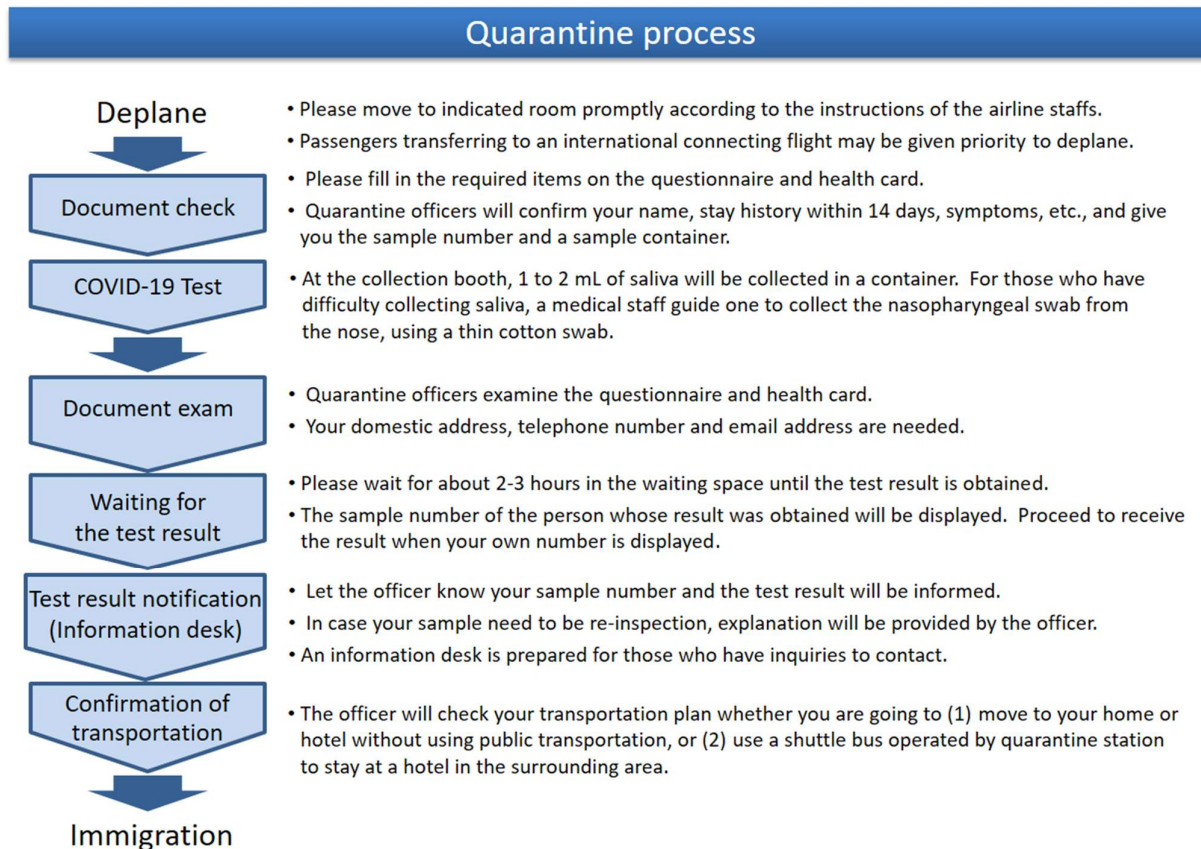 Quarantine process
Deplane
• Please move to indicated room promptly according to the instructions of the airline staffs.
• Passengers transferring to an international connecting flight may be given priority to deplane.
Document check
• Please fill in the required items on the questionnaire and health card.
• Quarantine officers will confirm your name, stay history within 14 days, symptoms, etc., and give
you the sample number and a sample container.
COVID-19 Test
• At the collection booth, 1 to 2 mL of saliva will be collected in a container.  For those who have
difficulty collecting saliva, a medical staff guide one to collect the nasopharyngeal swab from
the nose, using a thin cotton swab.
Document exam
• Quarantine officers examine the questionnaire and health card.
• Your domestic address, telephone number and email address are needed.
Waiting for
the test result
• Please wait for about 2-3 hours in the waiting space until the test result is obtained.
• The sample number of the person whose result was obtained will be displayed.  Proceed to receive
the result when your own number is displayed.
Test result notification
(Information desk)
• Let the officer know your sample number and the test result will be informed.
• In case your sample need to be re-inspection, explanation will be provided by the officer.
• An information desk is prepared for those who have inquiries to contact.
Confirmation of
transportation
• The officer will check your transportation plan whether you are going to (1) move to your home or
hotel without using public transportation, or (2) use a shuttle bus operated by quarantine station
to stay at a hotel in the surrounding area.
Immigration